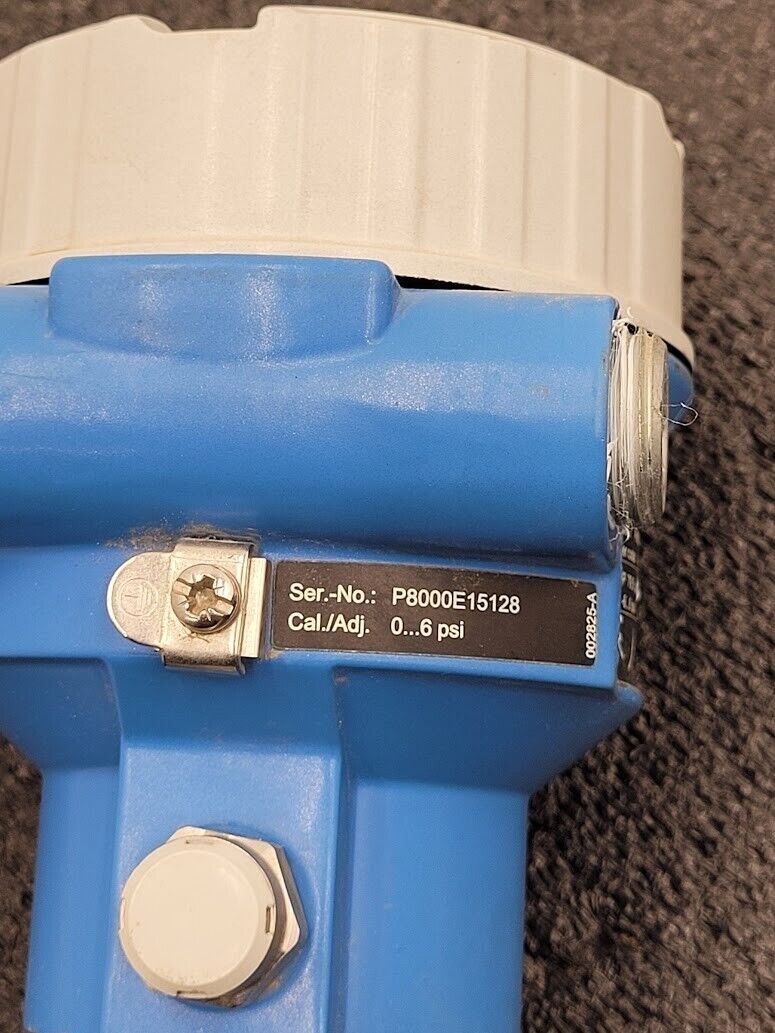 Ser.-No.: P8000E15128
Cal./Adj. 0...6 psi
002825-A